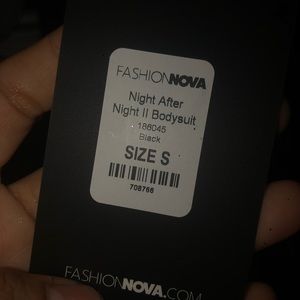 FASHIONNOVA
Night After
Night II Bodysuit
186045
Black
SIZE S
708766
FASHIONNOVA.COM